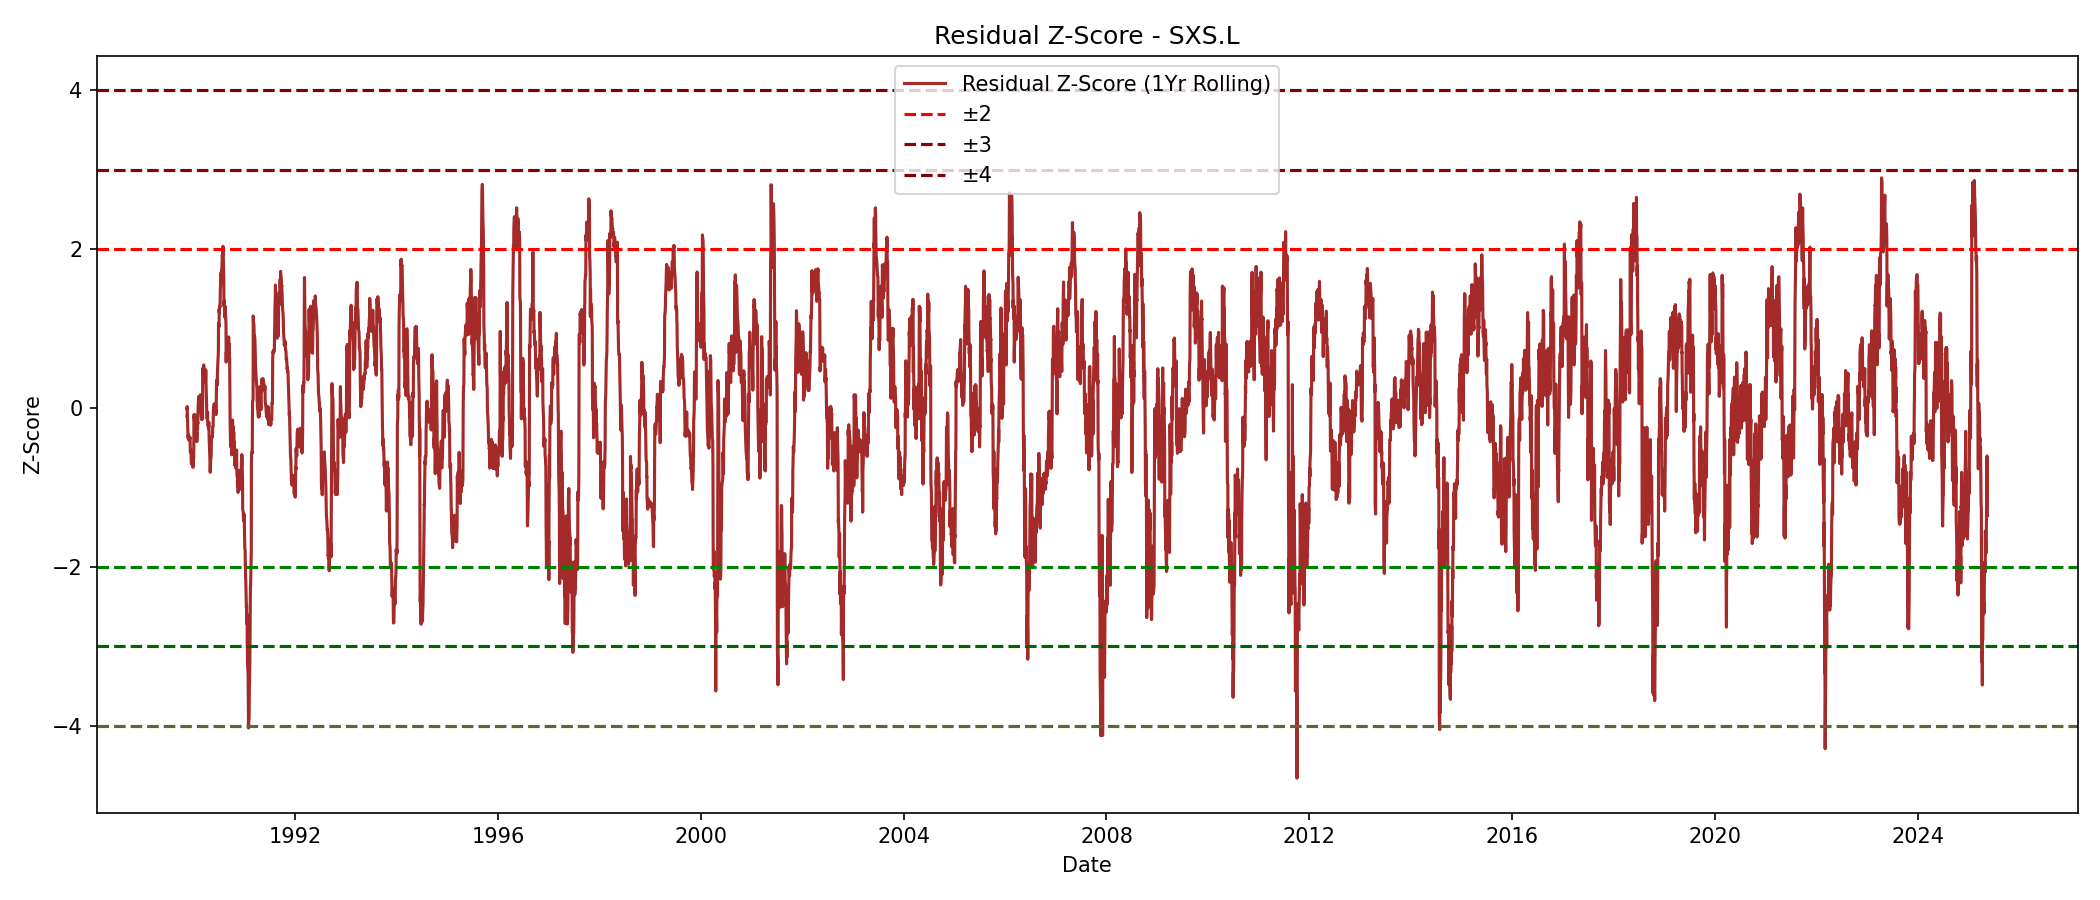 Residual Z-Score - SXS.L
Residual Z-Score (1Yr Rolling)
±2
±3
±4
4
2
0
−2
−4
Z-Score
1992 1996 2000 2004 2008 2012 2016 2020 2024
Date